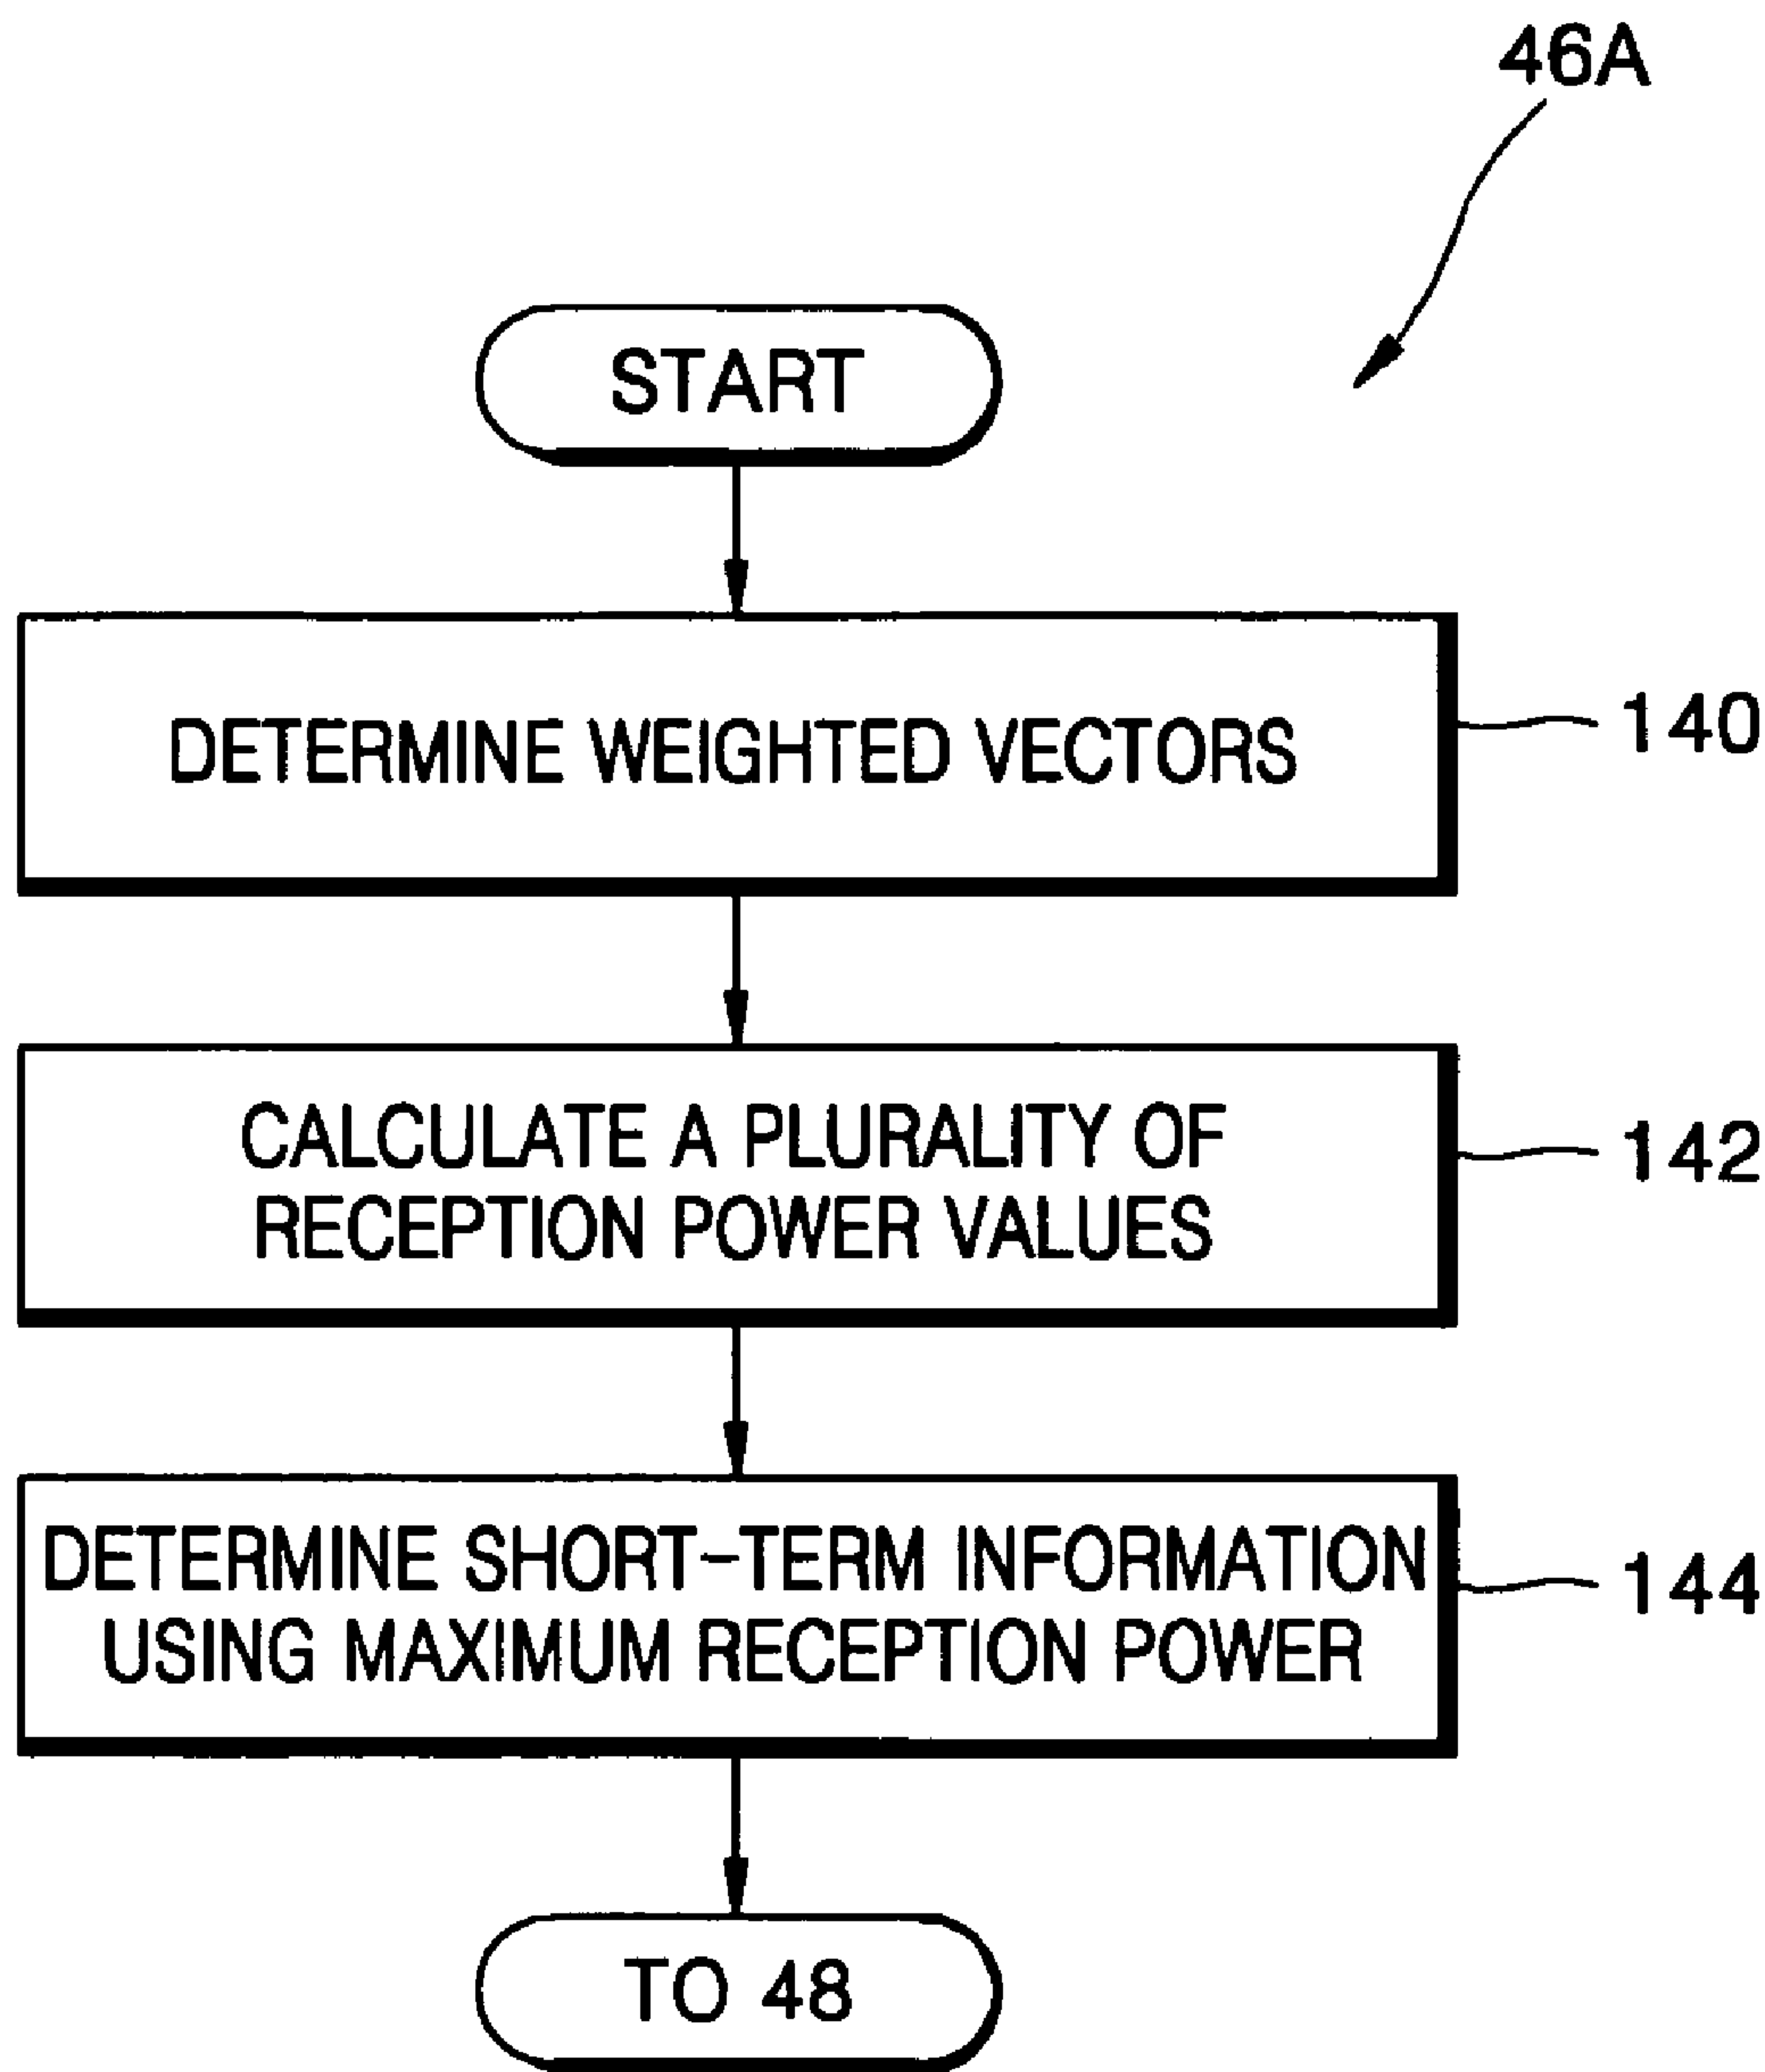 46A
START
DETERMINE WEIGHTED VECTORS
140
CALCULATE A PLURALITY OF
RECEPTION POWER VALUES
142
DETERMINE SHORT-TERM INFORMATION
USING MAXIMUM RECEPTION POWER
144
TO 48